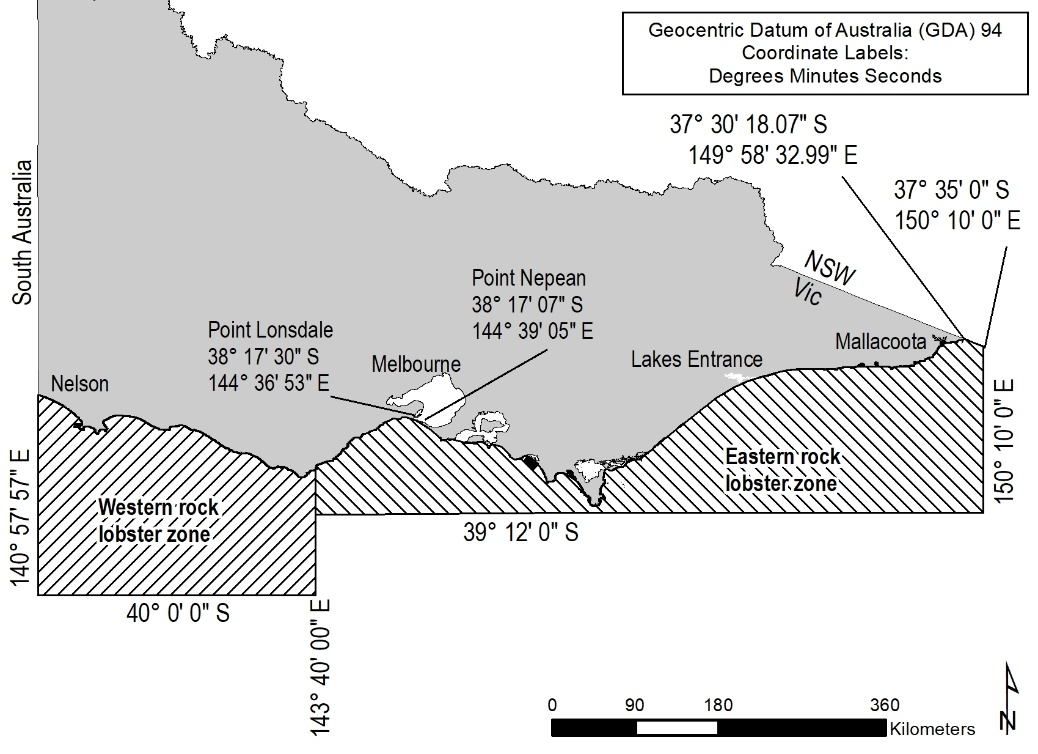 Geocentric Datum of Australia (GDA) 94
Coordinate Labels:
Degrees Minutes Seconds
37° 30' 18.07" S
149° 58' 32.99" E
37° 35' 0" S
150° 10' 0" E
South Australia
NSW
Vic
Point Nepean
38° 17' 07" S
144° 39' 05" E
Point Lonsdale
38° 17' 30" S
144° 36' 53" E
Melbourne
Mallacoota
Lakes Entrance
Nelson
Eastern rock
lobster zone
150° 10' 0" E
Western rock
lobster zone
140° 57' 57" E
39° 12' 0" S
40° 0' 0" S
143° 40' 00" E
0 90 180 360
Kilometers
N